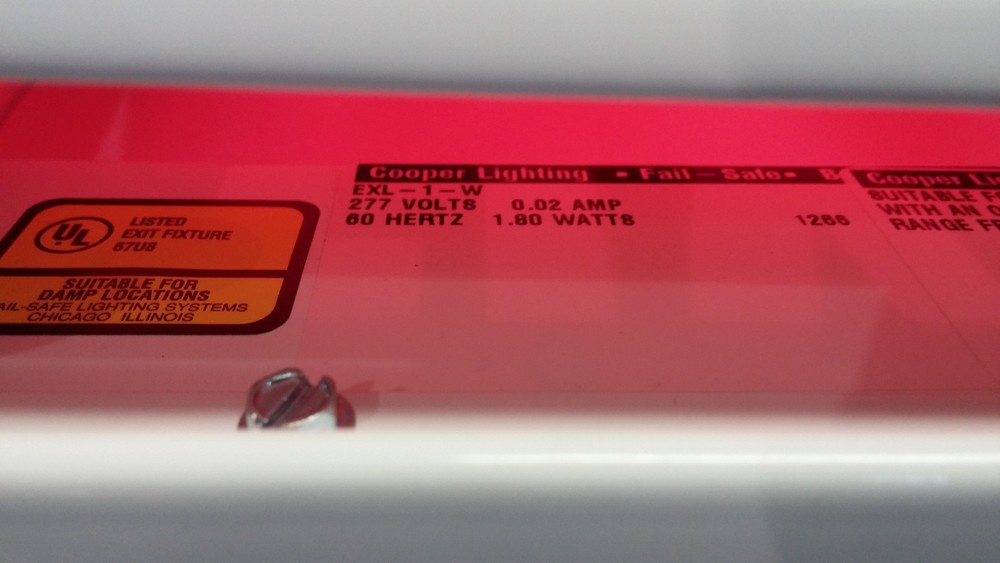 Cooper Lighting • Fail-Safe •
EXL-1-W
277 VOLTS 0.02 AMP
60 HERTZ 1.80 WATTS
1266
Cooper
SUITABLE
WITH AN
RANGE
UL
LISTED
EXIT FIXTURE
67U8
SUITABLE FOR
DAMP LOCATIONS
AIL-SAFE LIGHTING SYSTEMS
CHICAGO ILLINOIS